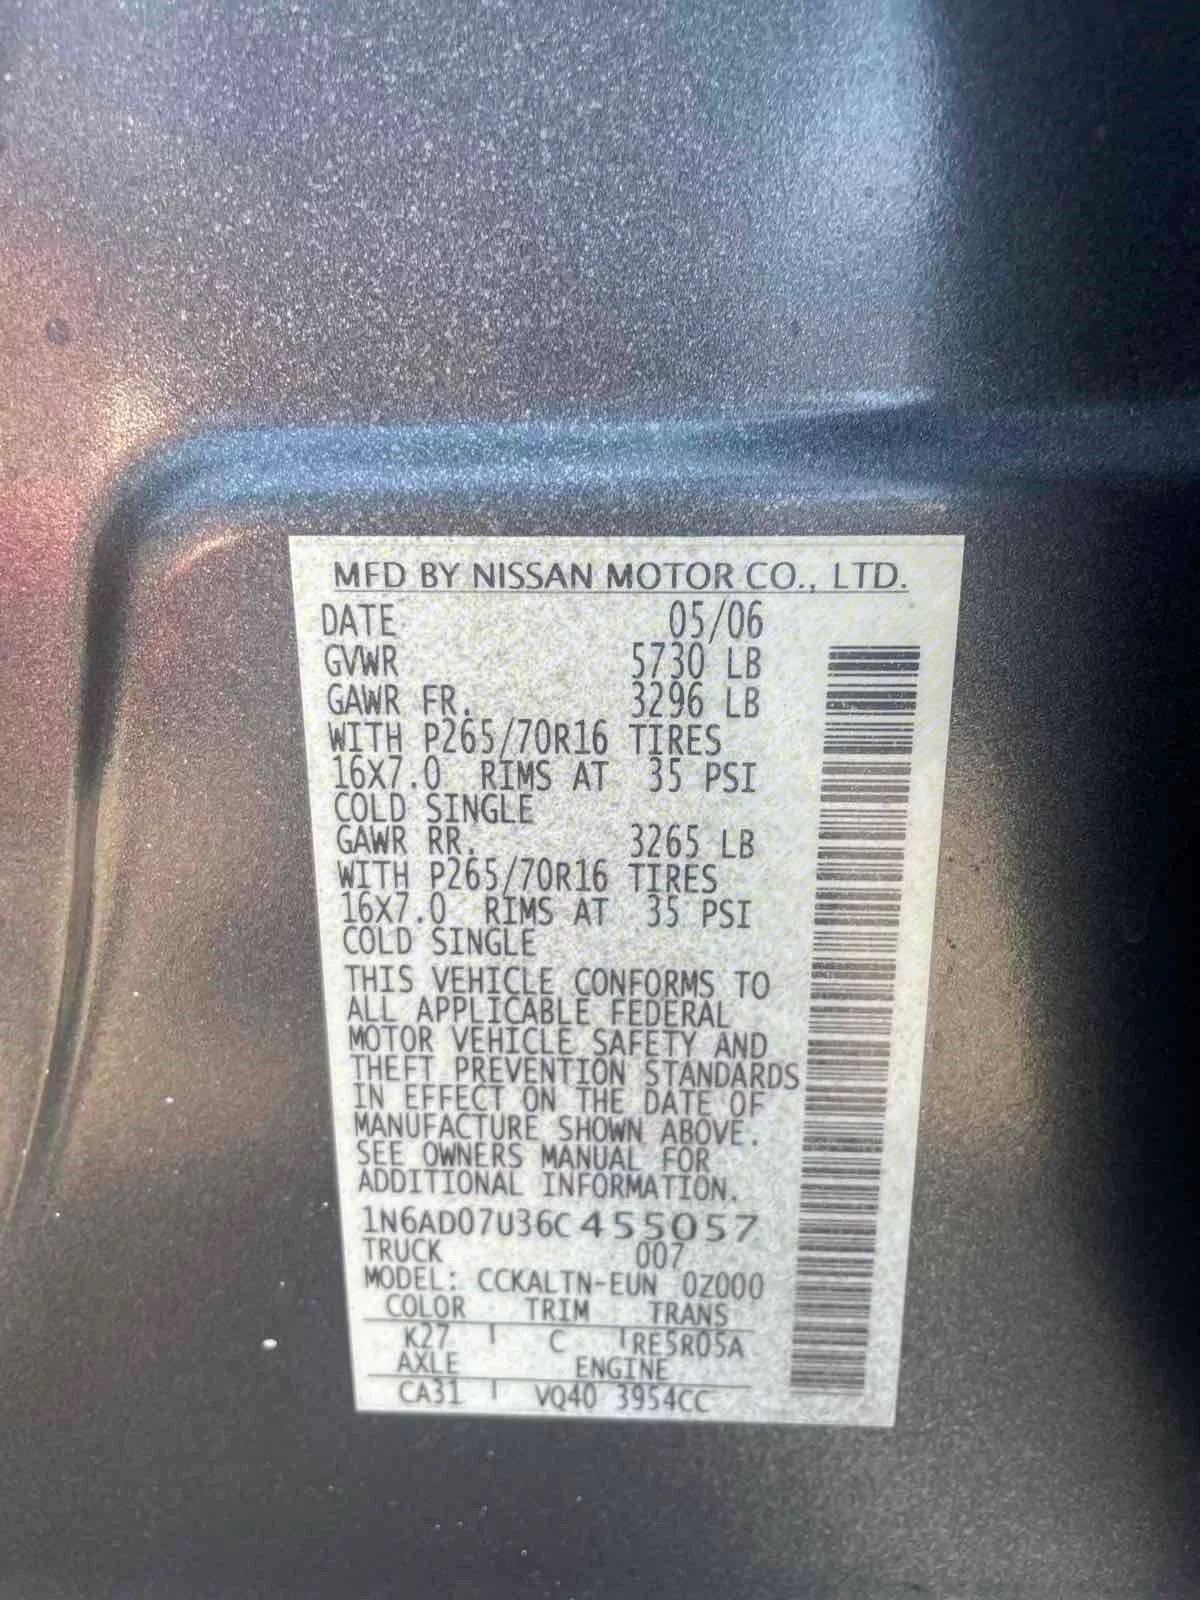 MFD BY NISSAN MOTOR CO., LTD.
DATE 05/06
GVWR 5730 LB
GAWR FR. 3296 LB
WITH P265/70R16 TIRES
16X7.0 RIMS AT 35 PSI
COLD SINGLE
GAWR RR. 3265 LB
WITH P265/70R16 TIRES
16X7.0 RIMS AT 35 PSI
COLD SINGLE
THIS VEHICLE CONFORMS TO
ALL APPLICABLE FEDERAL
MOTOR VEHICLE SAFETY AND
THEFT PREVENTION STANDARDS
IN EFFECT ON THE DATE OF
MANUFACTURE SHOWN ABOVE.
SEE OWNERS MANUAL FOR
ADDITIONAL INFORMATION.
1N6AD07U36C455057
TRUCK 007
MODEL: CCKALTN-EUN 0Z000
COLOR TRIM TRANS
K27 C RE5R05A
AXLE ENGINE
CA31 VQ40 3954CC